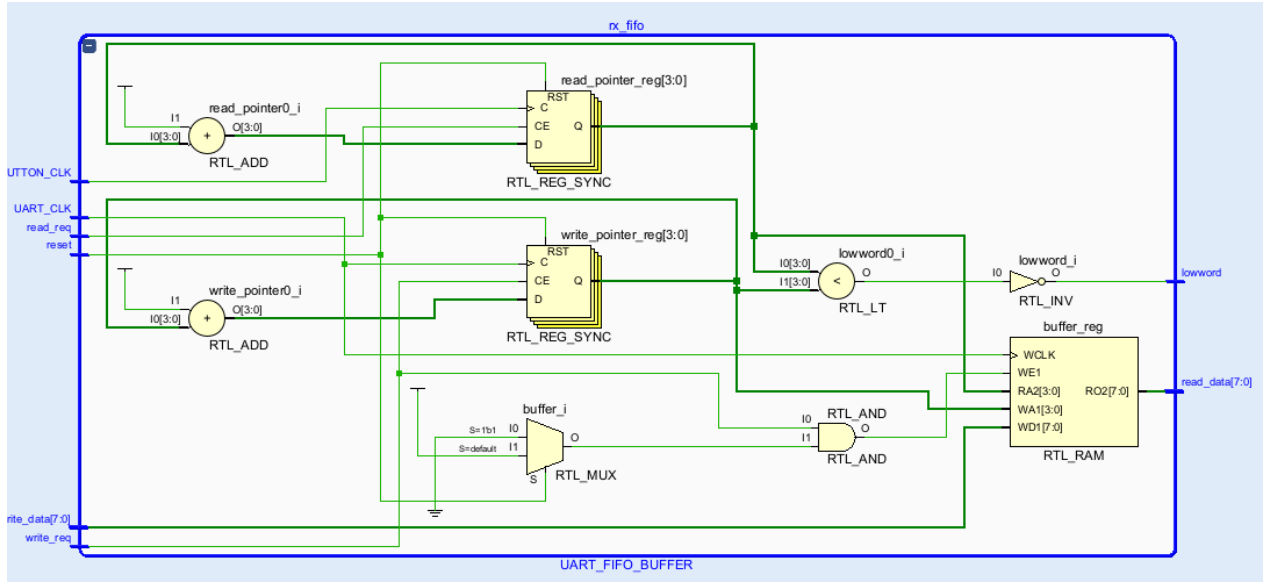 rx_fifo
read_pointer_reg[3:0]
RST
C
CE
Q
D
RTL_REG_SYNC
read_pointer0_i
I1
I0[3:0]
+
O[3:0]
RTL_ADD
UTTON_CLK
UART_CLK
read_req
reset
write_pointer_reg[3:0]
RST
C
CE
Q
D
RTL_REG_SYNC
write_pointer0_i
I1
I0[3:0]
+
O[3:0]
RTL_ADD
lowword0_i
I0[3:0]
I1[3:0]
<
O
RTL_LT
lowword_i
I0
O
RTL_INV
lowword
buffer_reg
WCLK
WE1
RA2[3:0]
RO2[7:0]
WA1[3:0]
WD1[7:0]
RTL_RAM
read_data[7:0]
buffer_i
S=1'b1
I0
S=default
I1
O
S
RTL_MUX
RTL_AND
I0
I1
O
RTL_AND
rite_data[7:0]
write_req
UART_FIFO_BUFFER